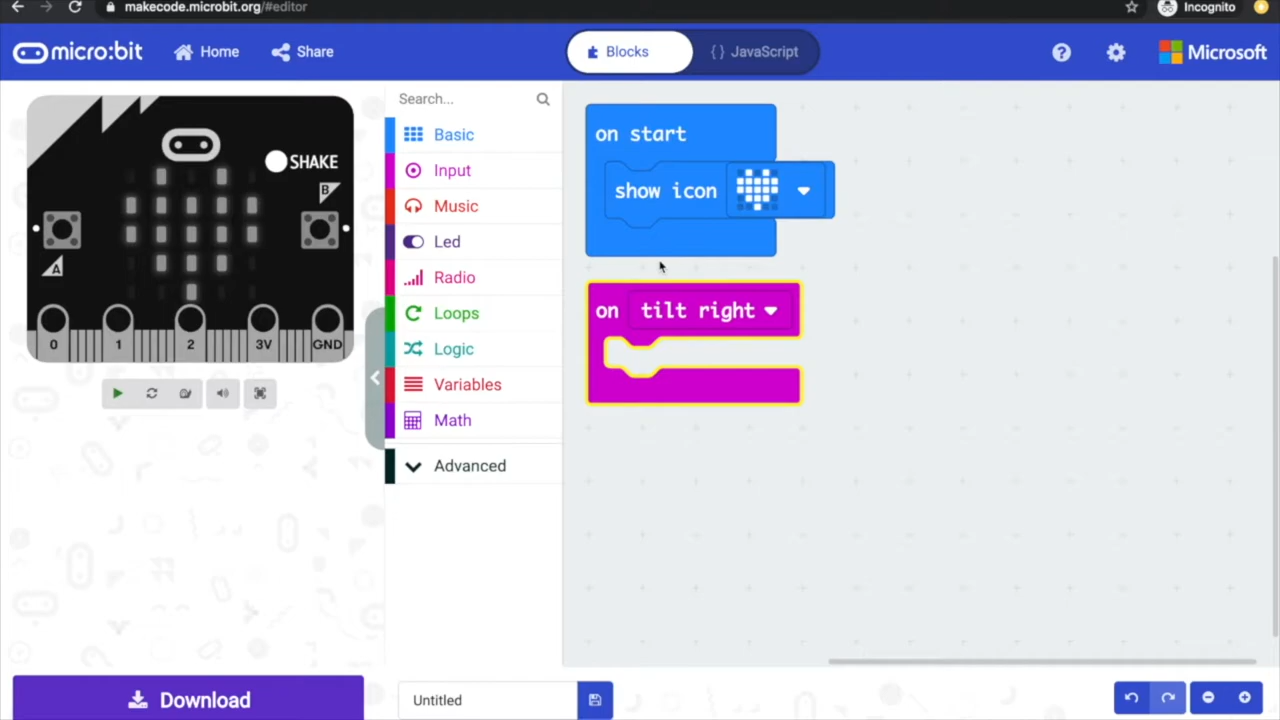 makecode.microbit.org/#editor
Incognito
micro:bit
Home
Share
Blocks
{ } JavaScript
Microsoft
SHAKE
B
A
0
1
2
3V
GND
Search...
Basic
Input
Music
Led
Radio
Loops
Logic
Variables
Math
Advanced
on start
show icon
on tilt right
Download
Untitled